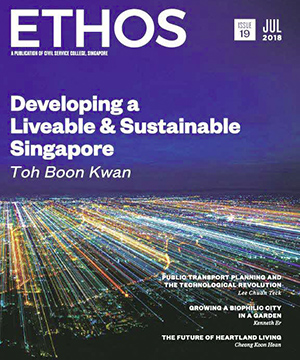 ETHOS
A PUBLICATION OF CIVIL SERVICE COLLEGE, SINGAPORE
ISSUE
19
JUL
2018
Developing a
Liveable & Sustainable
Singapore
Toh Boon Kwan
PUBLIC TRANSPORT PLANNING AND
THE TECHNOLOGICAL REVOLUTION
Lee Chuan Teck
GROWING A BIOPHILIC CITY
IN A GARDEN
Kenneth Er
THE FUTURE OF HEARTLAND LIVING
Cheong Koon Hean